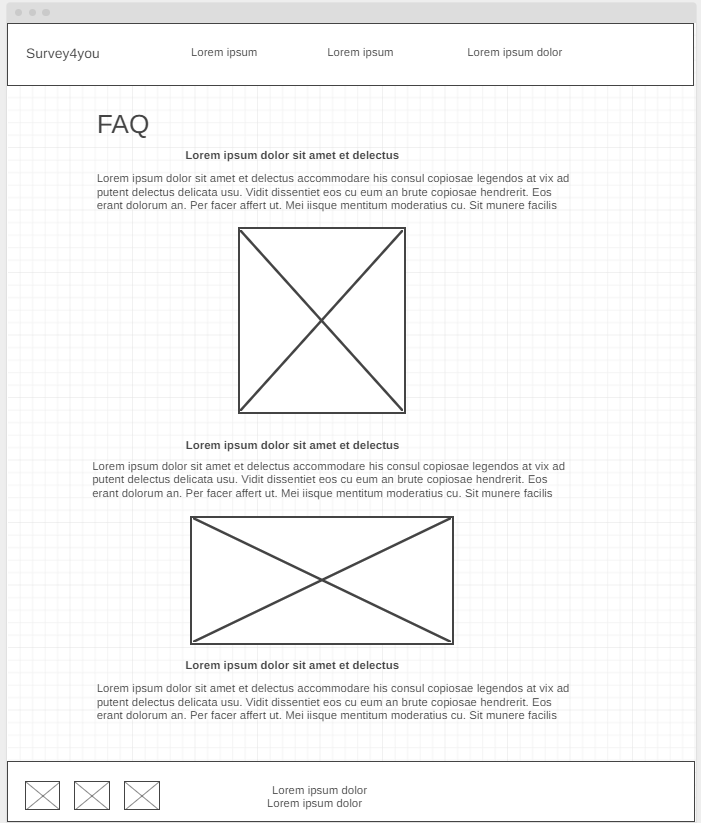 Survey4you
Lorem ipsum
Lorem ipsum
Lorem ipsum dolor
FAQ
Lorem ipsum dolor sit amet et delectus
Lorem ipsum dolor sit amet et delectus accommodare his consul copiosae legendos at vix ad
putent delectus delicata usu. Vidit dissentiet eos cu eum an brute copiosae hendrerit. Eos
erant dolorum an. Per facer affert ut. Mei iisque mentitum moderatius cu. Sit munere facilis
Lorem ipsum dolor sit amet et delectus
Lorem ipsum dolor sit amet et delectus accommodare his consul copiosae legendos at vix ad
putent delectus delicata usu. Vidit dissentiet eos cu eum an brute copiosae hendrerit. Eos
erant dolorum an. Per facer affert ut. Mei iisque mentitum moderatius cu. Sit munere facilis
Lorem ipsum dolor sit amet et delectus
Lorem ipsum dolor sit amet et delectus accommodare his consul copiosae legendos at vix ad
putent delectus delicata usu. Vidit dissentiet eos cu eum an brute copiosae hendrerit. Eos
erant dolorum an. Per facer affert ut. Mei iisque mentitum moderatius cu. Sit munere facilis
Lorem ipsum dolor
Lorem ipsum dolor